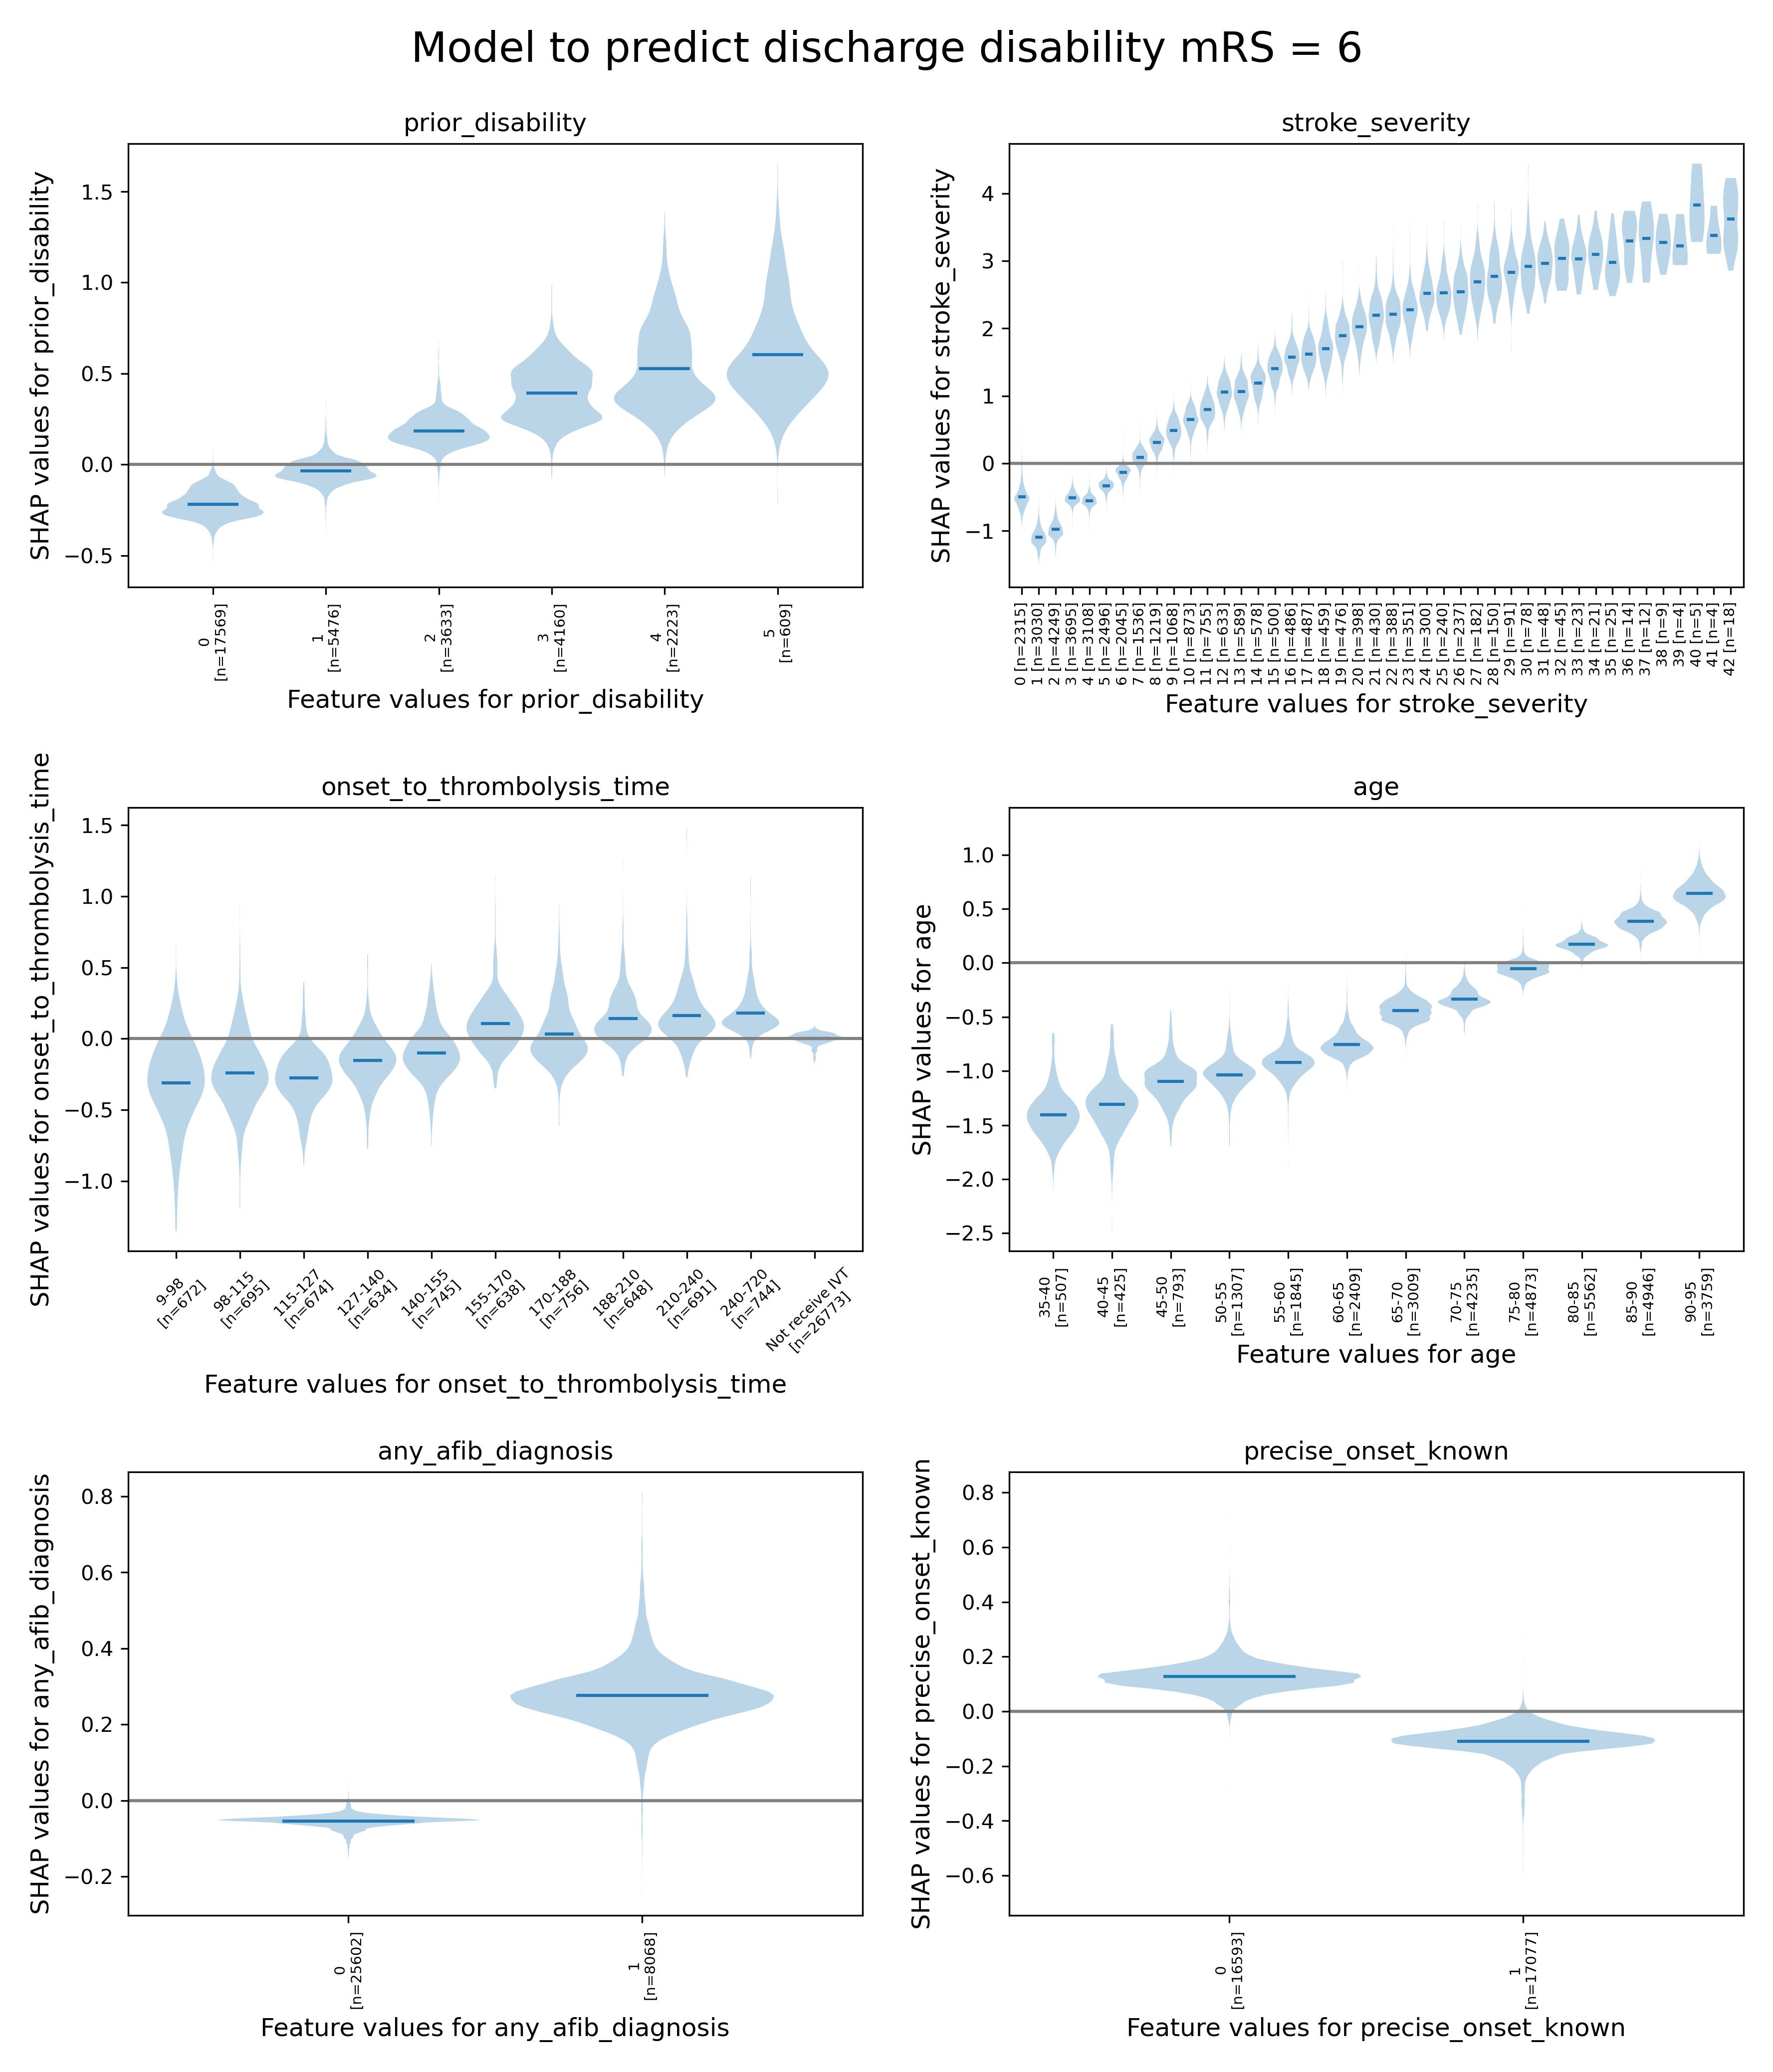 Model to predict discharge disability mRS = 6
prior_disability
SHAP values for prior_disability
1.5
1.0
0.5
0.0
−0.5
0
[n=17569]
1
[n=5476]
2
[n=3633]
3
[n=4160]
4
[n=2223]
5
[n=609]
Feature values for prior_disability
stroke_severity
SHAP values for stroke_severity
4
3
2
1
0
−1
0 [n=2315]
1 [n=3030]
2 [n=4249]
3 [n=3695]
4 [n=3108]
5 [n=2496]
6 [n=2045]
7 [n=1536]
8 [n=1219]
9 [n=1068]
10 [n=873]
11 [n=755]
12 [n=633]
13 [n=589]
14 [n=578]
15 [n=500]
16 [n=486]
17 [n=487]
18 [n=459]
19 [n=476]
20 [n=398]
21 [n=430]
22 [n=388]
23 [n=351]
24 [n=300]
25 [n=240]
26 [n=237]
27 [n=182]
28 [n=150]
29 [n=91]
30 [n=78]
31 [n=48]
32 [n=45]
33 [n=23]
34 [n=21]
35 [n=25]
36 [n=14]
37 [n=12]
38 [n=9]
39 [n=4]
40 [n=5]
41 [n=4]
42 [n=18]
Feature values for stroke_severity
onset_to_thrombolysis_time
SHAP values for onset_to_thrombolysis_time
1.5
1.0
0.5
0.0
−0.5
−1.0
9-98
[n=672]
98-115
[n=695]
115-127
[n=674]
127-140
[n=634]
140-155
[n=745]
155-170
[n=638]
170-188
[n=756]
188-210
[n=648]
210-240
[n=691]
240-720
[n=744]
Not receive IVT
[n=26773]
Feature values for onset_to_thrombolysis_time
age
SHAP values for age
1.0
0.5
0.0
−0.5
−1.0
−1.5
−2.0
−2.5
35-40
[n=507]
40-45
[n=425]
45-50
[n=793]
50-55
[n=1307]
55-60
[n=1845]
60-65
[n=2409]
65-70
[n=3009]
70-75
[n=4235]
75-80
[n=4873]
80-85
[n=5562]
85-90
[n=4946]
90-95
[n=3759]
Feature values for age
any_afib_diagnosis
SHAP values for any_afib_diagnosis
0.8
0.6
0.4
0.2
0.0
−0.2
0
[n=25602]
1
[n=8068]
Feature values for any_afib_diagnosis
precise_onset_known
SHAP values for precise_onset_known
0.8
0.6
0.4
0.2
0.0
−0.2
−0.4
−0.6
0
[n=16593]
1
[n=17077]
Feature values for precise_onset_known